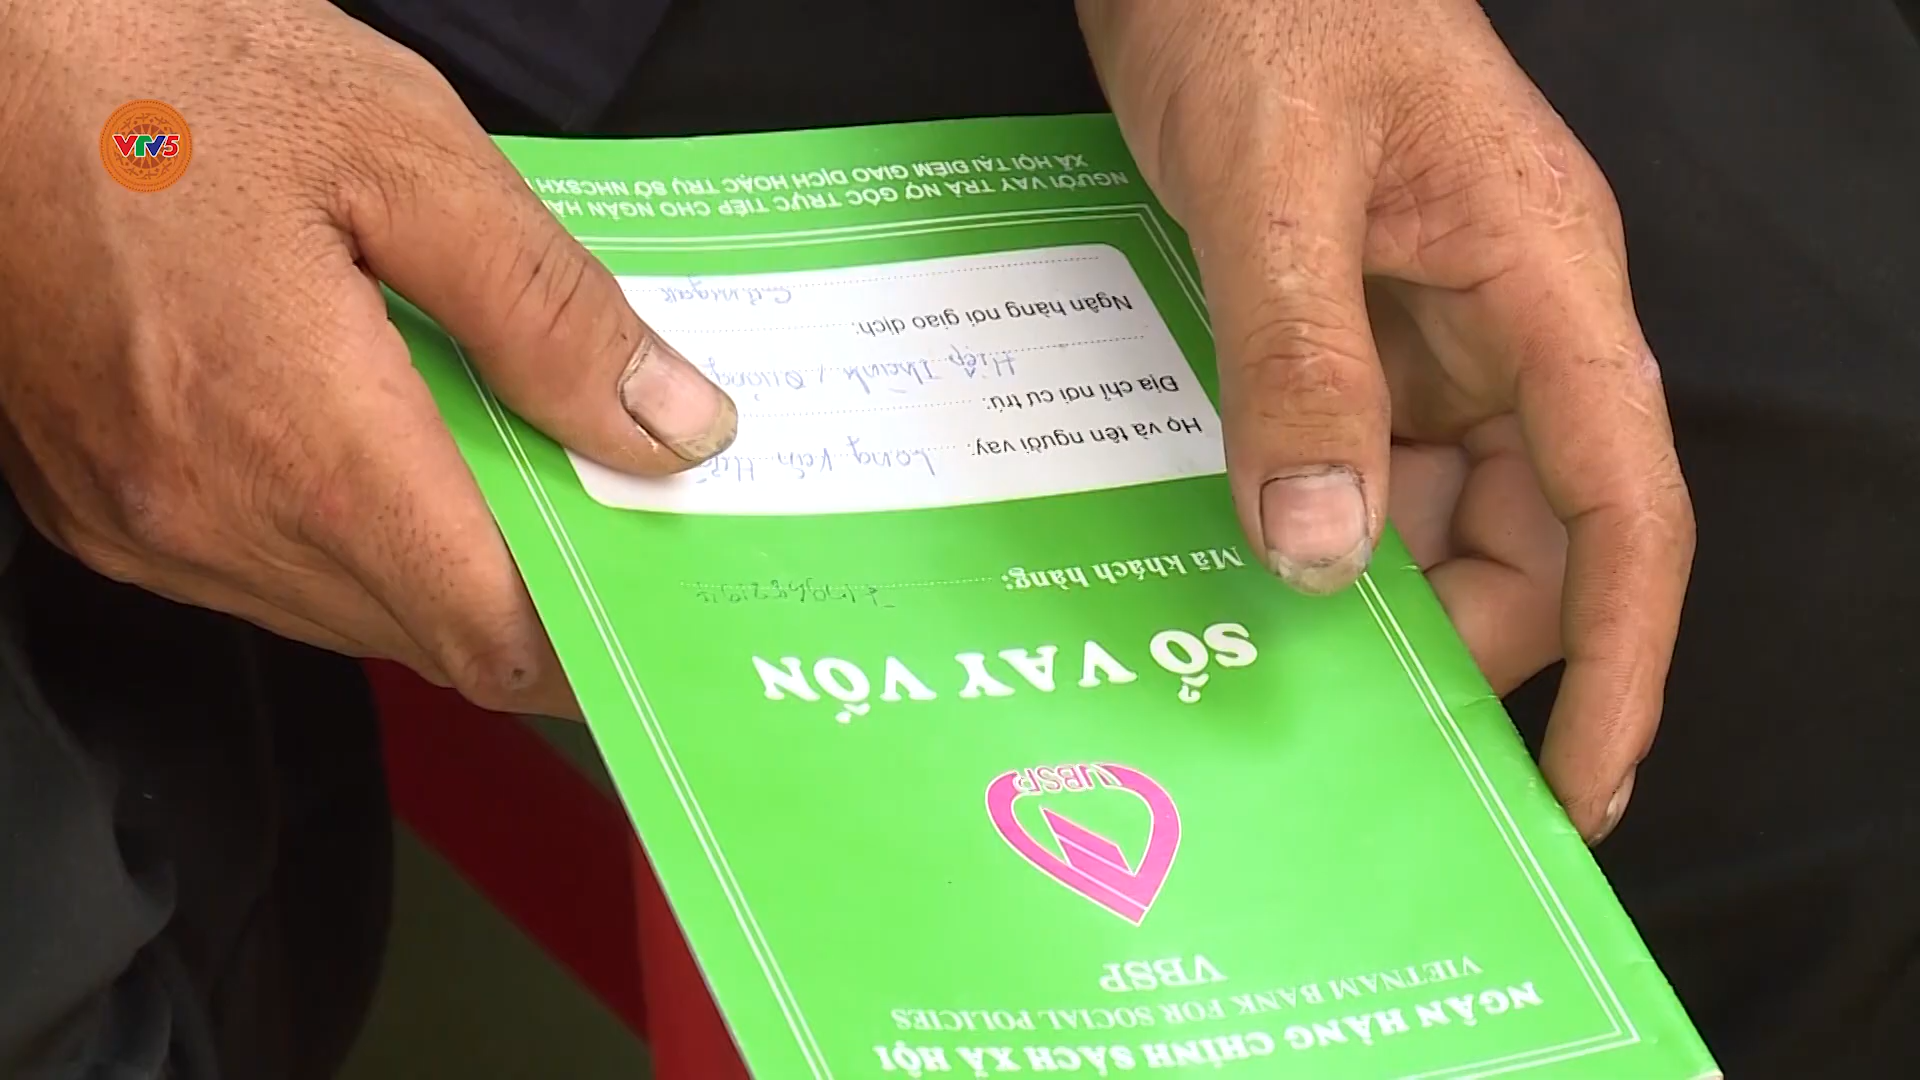 VTV5
NGÂN HÀNG CHÍNH SÁCH XÃ HỘI
VIETNAM BANK FOR SOCIAL POLICIES
VBSP
VBSP
SỔ VAY VỐN
Mã khách hàng:
Họ và tên người vay:
Địa chỉ nơi cư trú:
Hiệp Thành,
Ngân hàng nơi giao dịch:
NGƯỜI VAY TRẢ NỢ GỐC TRỰC TIẾP CHO NGÂN
XÃ HỘI TẠI ĐIỂM GIAO DỊCH HOẶC TRỤ SỞ NHCSXH